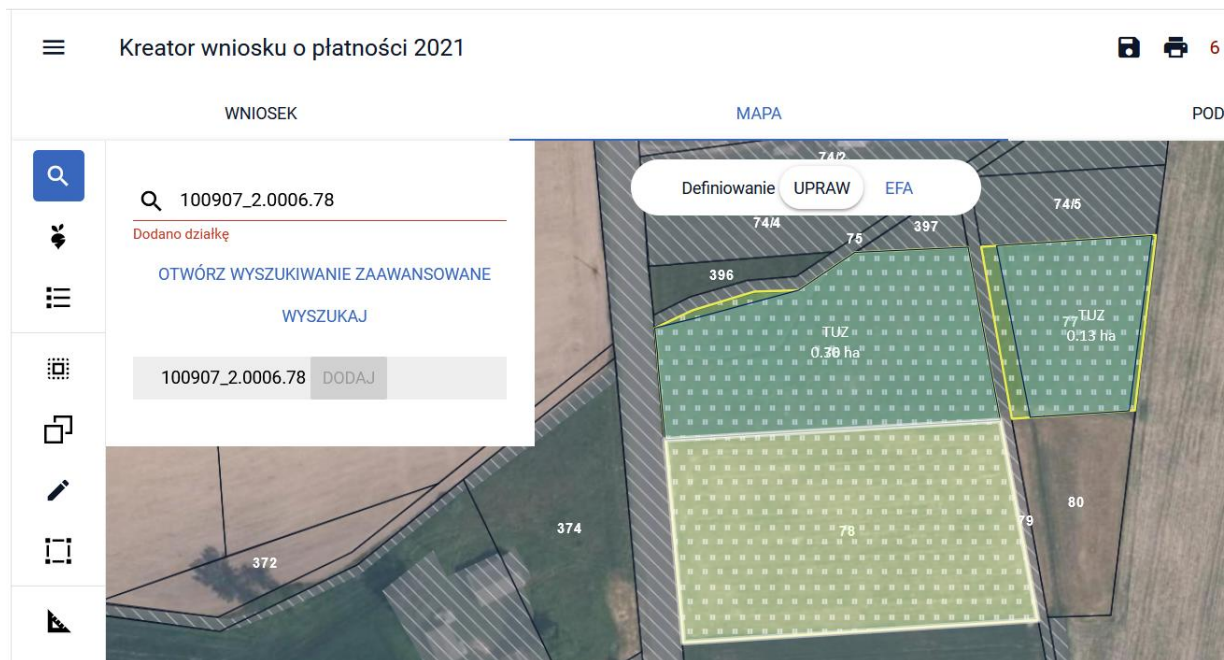 Kreator wniosku o płatności 2021
6
WNIOSEK
MAPA
POD
100907_2.0006.78
Dodano działkę
OTWÓRZ WYSZUKIWANIE ZAAWANSOWANE
WYSZUKAJ
100907_2.0006.78 DODAJ
Definiowanie UPRAW EFA
74/2
74/4
75
397
74/5
396
TUZ
0.30 ha
77 TUZ
0.13 ha
78
79
80
374
372